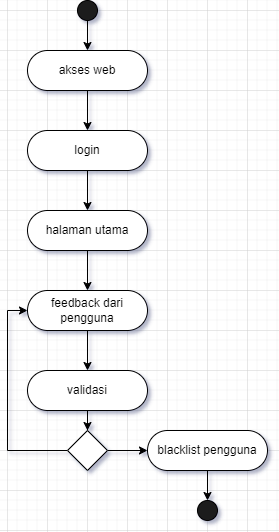 akses web
login
halaman utama
feedback dari
pengguna
validasi
blacklist pengguna